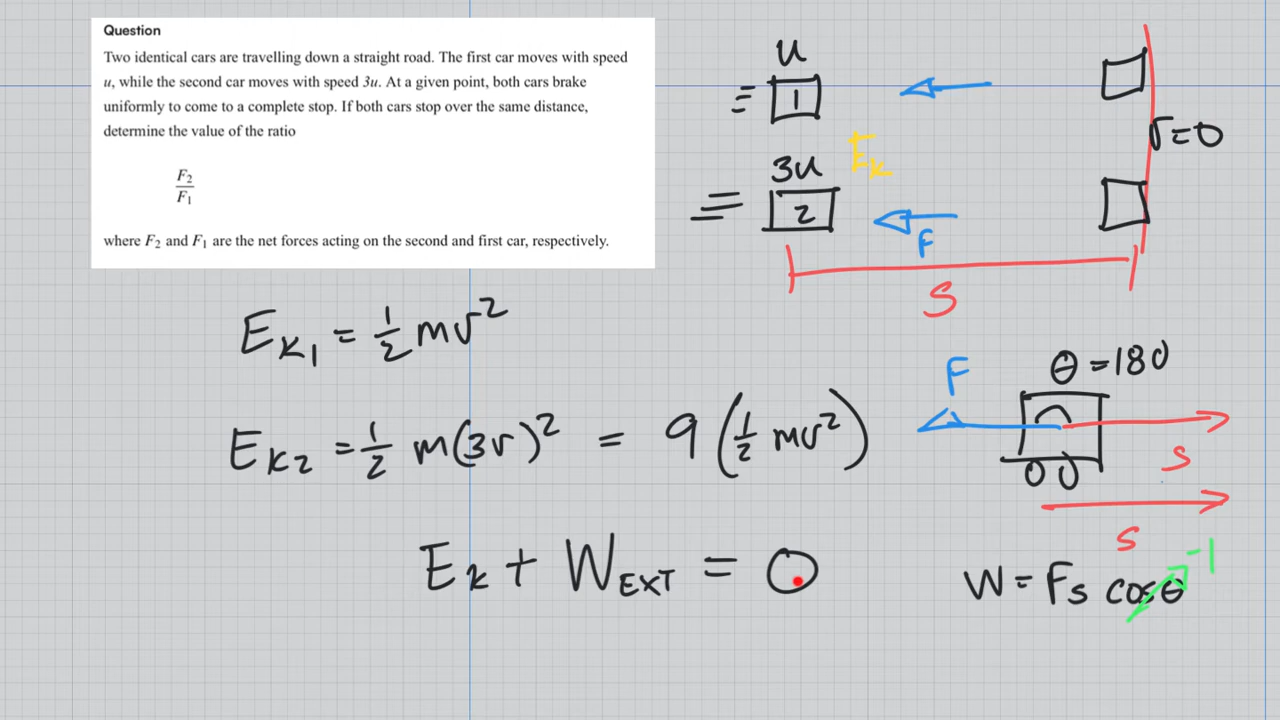 Question
Two identical cars are travelling down a straight road. The first car moves with speed
u, while the second car moves with speed 3u. At a given point, both cars brake
uniformly to come to a complete stop. If both cars stop over the same distance,
determine the value of the ratio
F₂
F₁
where F₂ and F₁ are the net forces acting on the second and first car, respectively.
u
1
v=0
Eₖ
3u
2
F
S
Eₖ₁ = 1/2 mv²
Eₖ₂ = 1/2 m(3v)² = 9(1/2 mv²)
F
θ=180
S
S
Eₖ + W_EXT = 0
W = Fs cosθ
-1